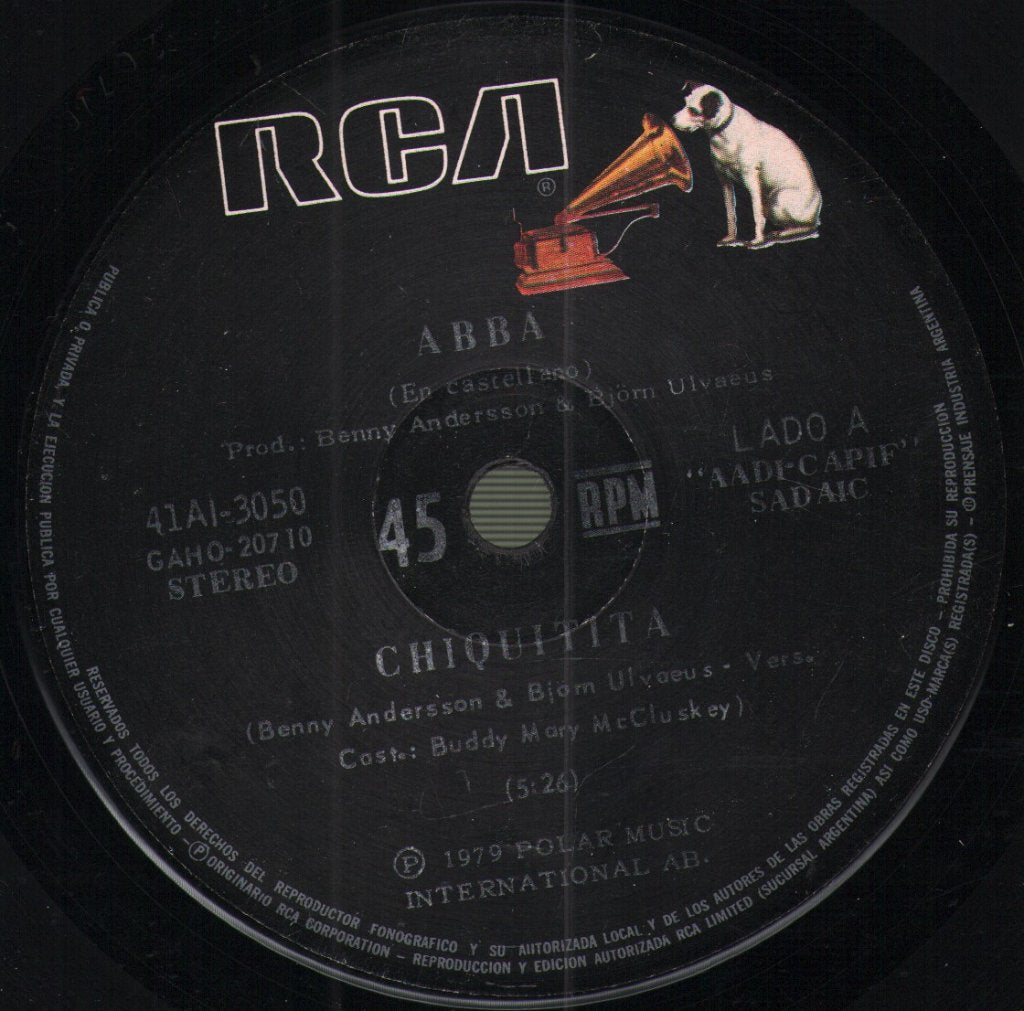 RCA
®
ABBA
(En castellano)
Prod.: Benny Andersson & Björn Ulvaeus
LADO A
"AADI-CAPIF"
SADAIC
41AI-3050
GAHO-20710
STEREO
45
RPM
CHIQUITITA
(Benny Andersson & Björn Ulvaeus - Vers.
Cast.: Buddy Mary McCluskey)
(5:26)
Ⓟ 1979 POLAR MUSIC
INTERNATIONAL AB.
RESERVADOS TODOS LOS DERECHOS DEL REPRODUCTOR FONOGRAFICO Y SU AUTORIZADA LOCAL Y DE LOS AUTORES DE LAS OBRAS REGISTRADAS EN ESTE DISCO - PROHIBIDA SU REPRODUCCION
PUBLICA O PRIVADA, Y LA EJECUCION PUBLICA POR CUALQUIER USUARIO Y PROCEDIMIENTO Ⓟ ORIGINARIO RCA CORPORATION - REPRODUCCION Y EDICION AUTORIZADA RCA LIMITED (SUCURSAL ARGENTINA) ASI COMO USO-MARCA(S) REGISTRADA(S) - Ⓟ PRENSAJE INDUSTRIA ARGENTINA